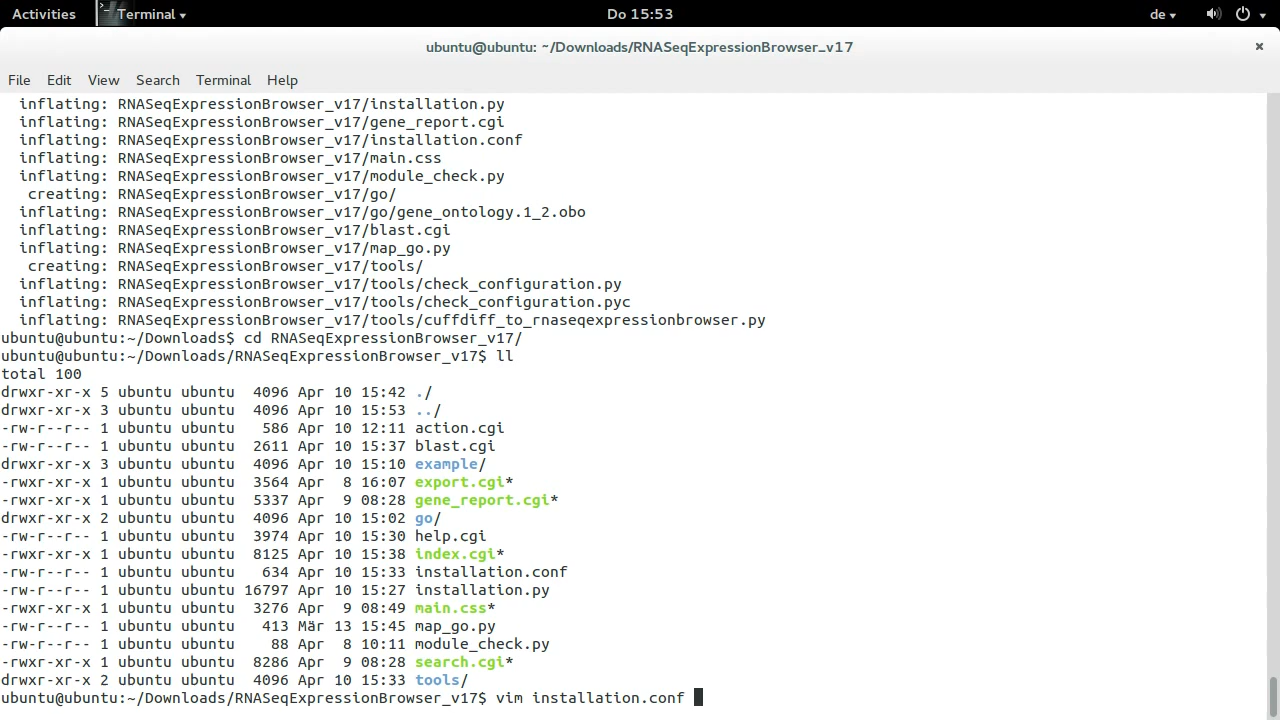 Activities Terminal Do 15:53 de
ubuntu@ubuntu: ~/Downloads/RNASeqExpressionBrowser_v17 ×
File Edit View Search Terminal Help
  inflating: RNASeqExpressionBrowser_v17/installation.py
  inflating: RNASeqExpressionBrowser_v17/gene_report.cgi
  inflating: RNASeqExpressionBrowser_v17/installation.conf
  inflating: RNASeqExpressionBrowser_v17/main.css
  inflating: RNASeqExpressionBrowser_v17/module_check.py
   creating: RNASeqExpressionBrowser_v17/go/
  inflating: RNASeqExpressionBrowser_v17/go/gene_ontology.1_2.obo
  inflating: RNASeqExpressionBrowser_v17/blast.cgi
  inflating: RNASeqExpressionBrowser_v17/map_go.py
   creating: RNASeqExpressionBrowser_v17/tools/
  inflating: RNASeqExpressionBrowser_v17/tools/check_configuration.py
  inflating: RNASeqExpressionBrowser_v17/tools/check_configuration.pyc
  inflating: RNASeqExpressionBrowser_v17/tools/cuffdiff_to_rnaseqexpressionbrowser.py
ubuntu@ubuntu:~/Downloads$ cd RNASeqExpressionBrowser_v17/
ubuntu@ubuntu:~/Downloads/RNASeqExpressionBrowser_v17$ ll
total 100
drwxr-xr-x 5 ubuntu ubuntu  4096 Apr 10 15:42 ./
drwxr-xr-x 3 ubuntu ubuntu  4096 Apr 10 15:53 ../
-rw-r--r-- 1 ubuntu ubuntu   586 Apr 10 12:11 action.cgi
-rw-r--r-- 1 ubuntu ubuntu  2611 Apr 10 15:37 blast.cgi
drwxr-xr-x 3 ubuntu ubuntu  4096 Apr 10 15:10 example/
-rwxr-xr-x 1 ubuntu ubuntu  3564 Apr  8 16:07 export.cgi*
-rwxr-xr-x 1 ubuntu ubuntu  5337 Apr  9 08:28 gene_report.cgi*
drwxr-xr-x 2 ubuntu ubuntu  4096 Apr 10 15:02 go/
-rw-r--r-- 1 ubuntu ubuntu  3974 Apr 10 15:30 help.cgi
-rwxr-xr-x 1 ubuntu ubuntu  8125 Apr 10 15:38 index.cgi*
-rw-r--r-- 1 ubuntu ubuntu   634 Apr 10 15:33 installation.conf
-rw-r--r-- 1 ubuntu ubuntu 16797 Apr 10 15:27 installation.py
-rwxr-xr-x 1 ubuntu ubuntu  3276 Apr  9 08:49 main.css*
-rw-r--r-- 1 ubuntu ubuntu   413 Mär 13 15:45 map_go.py
-rw-r--r-- 1 ubuntu ubuntu    88 Apr  8 10:11 module_check.py
-rwxr-xr-x 1 ubuntu ubuntu  8286 Apr  9 08:28 search.cgi*
drwxr-xr-x 2 ubuntu ubuntu  4096 Apr 10 15:33 tools/
ubuntu@ubuntu:~/Downloads/RNASeqExpressionBrowser_v17$ vim installation.conf